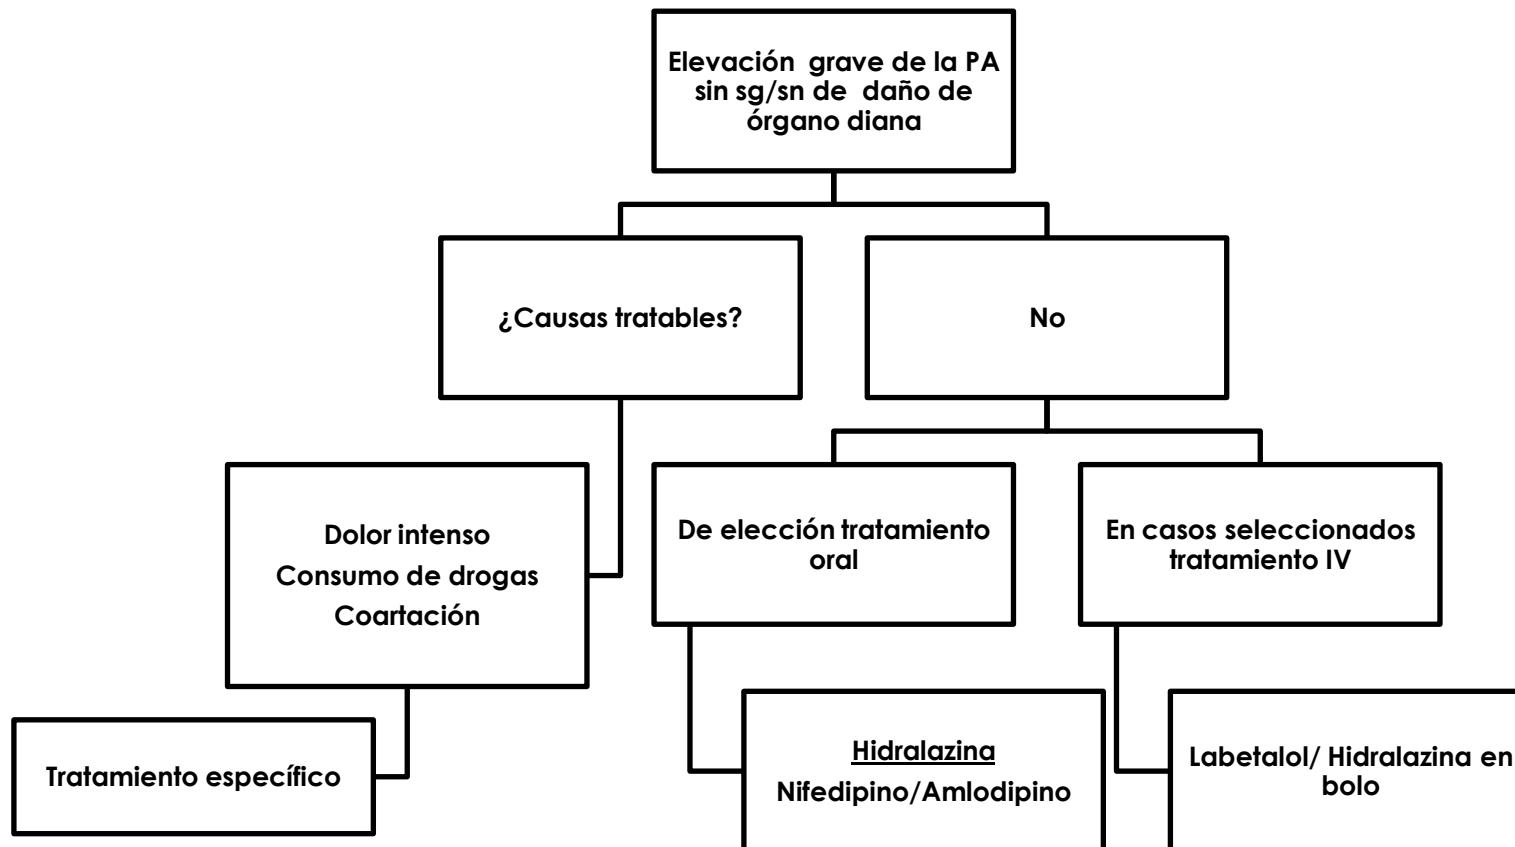 Elevación grave de la PA
sin sg/sn de daño de
órgano diana
¿Causas tratables?
No
Dolor intenso
Consumo de drogas
Coartación
De elección tratamiento
oral
En casos seleccionados
tratamiento IV
Tratamiento específico
Hidralazina
Nifedipino/Amlodipino
Labetalol/ Hidralazina en
bolo